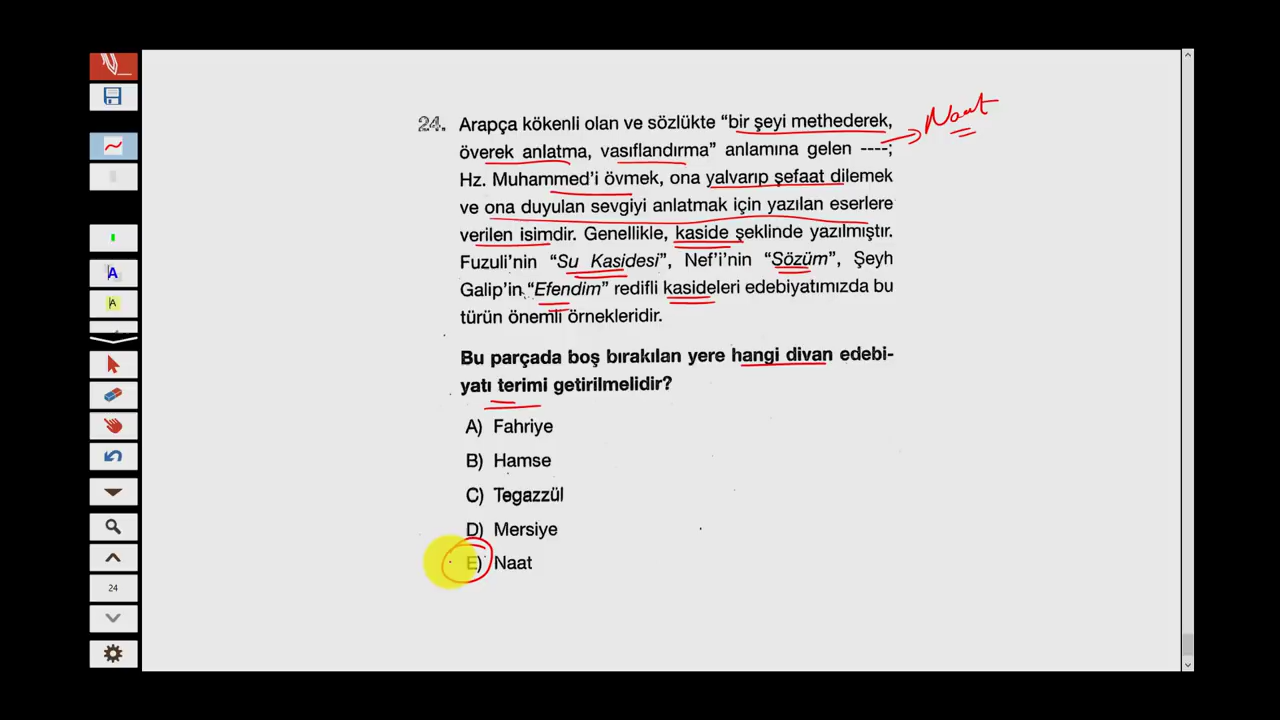 Naat
24. Arapça kökenli olan ve sözlükte “bir şeyi methederek,
överek anlatma, vasıflandırma” anlamına gelen ----;
Hz. Muhammed’i övmek, ona yalvarıp şefaat dilemek
ve ona duyulan sevgiyi anlatmak için yazılan eserlere
verilen isimdir. Genellikle, kaside şeklinde yazılmıştır.
Fuzuli’nin “Su Kasidesi”, Nef’i’nin “Sözüm”, Şeyh
Galip’in “Efendim” redifli kasideleri edebiyatımızda bu
türün önemli örnekleridir.
Bu parçada boş bırakılan yere hangi divan edebi-
yatı terimi getirilmelidir?
A) Fahriye
B) Hamse
C) Tegazzül
D) Mersiye
E) Naat
A
A
24